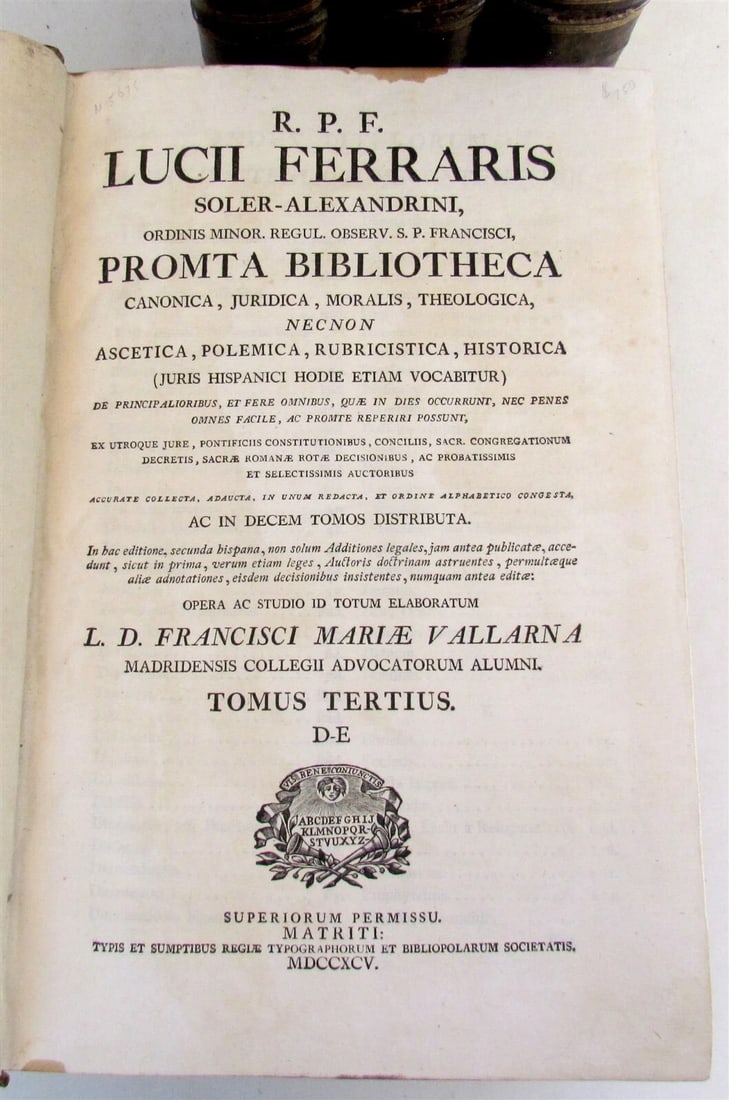 R. P. F.
LUCII FERRARIS
SOLER-ALEXANDRINI,
ORDINIS MINOR. REGUL. OBSERV. S. P. FRANCISCI,
PROMTA BIBLIOTHECA
CANONICA, JURIDICA, MORALIS, THEOLOGICA,
NECNON
ASCETICA, POLEMICA, RUBRICISTICA, HISTORICA
(JURIS HISPANICI HODIE ETIAM VOCABITUR)
DE PRINCIPALIORIBUS, ET FERE OMNIBUS, QUÆ IN DIES OCCURRUNT, NEC PENES
OMNES FACILE, AC PROMTE REPERIRI POSSUNT,
EX UTROQUE JURE, PONTIFICIIS CONSTITUTIONIBUS, CONCILIIS, SACR. CONGREGATIONUM
DECRETIS, SACRÆ ROMANÆ ROTÆ DECISIONIBUS, AC PROBATISSIMIS
ET SELECTISSIMIS AUCTORIBUS
ACCURATE COLLECTA, ADAUCTA, IN UNUM REDACTA, ET ORDINE ALPHABETICO CONGESTA,
AC IN DECEM TOMOS DISTRIBUTA.
In hac editione, secunda hispana, non solum Additiones legales, jam antea publicatæ, acce-
dunt, sicut in prima, verum etiam leges, Auctoris doctrinam astruentes, permultæque
aliæ adnotationes, eisdem decisionibus insistentes, numquam antea editæ:
OPERA AC STUDIO ID TOTUM ELABORATUM
L. D. FRANCISCI MARIÆ VALLARNA
MADRIDENSIS COLLEGII ADVOCATORUM ALUMNI.
TOMUS TERTIUS.
D-E
VIS BENE CONIUNCTIS
ABCDEFGHIJ
KLMNOPQR-
STVUXYZ-
SUPERIORUM PERMISSU.
MATRITI:
TYPIS ET SUMPTIBUS REGIÆ TYPOGRAPHORUM ET BIBLIOPOLARUM SOCIETATIS.
MDCCXCV.